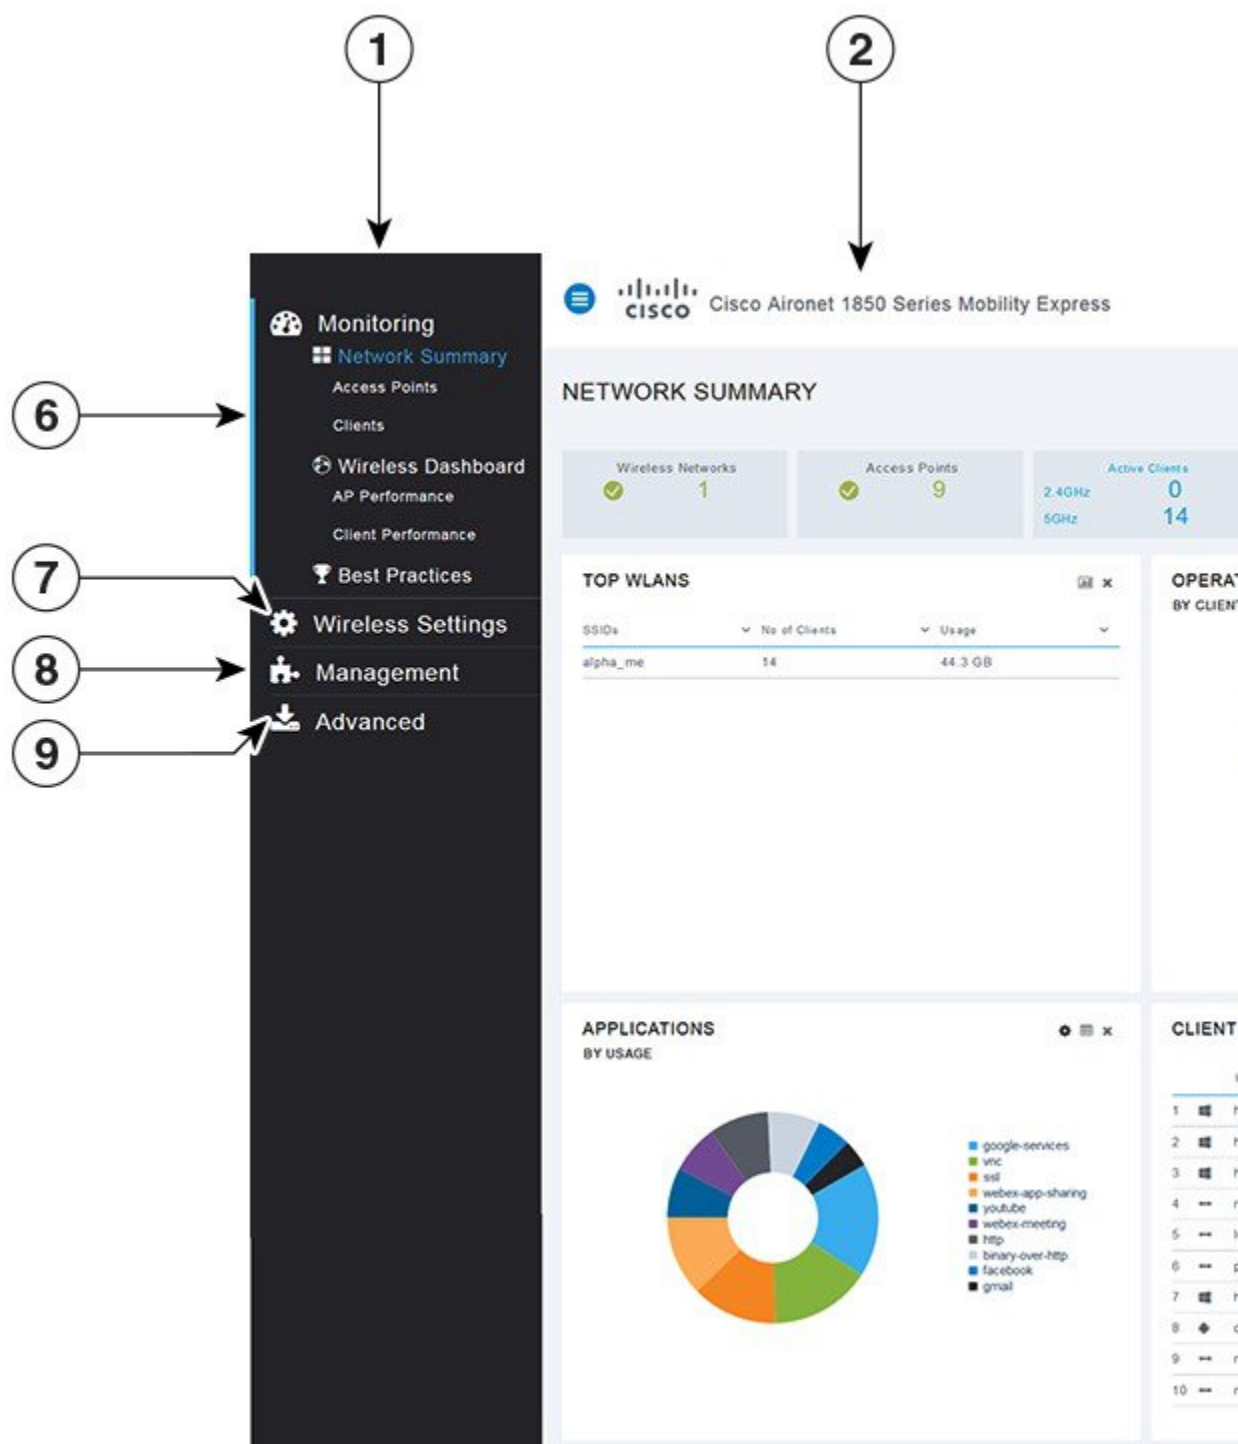 1
2
Monitoring
Network Summary
Access Points
Clients
Wireless Dashboard
AP Performance
Client Performance
Best Practices
Wireless Settings
Management
Advanced
6
7
8
9
CISCO Cisco Aironet 1850 Series Mobility Express
NETWORK SUMMARY
Wireless Networks
1
Access Points
9
Active Clients
2.4GHz 0
5GHz 14
TOP WLANS
SSIDs No of Clients Usage
alpha_me 14 44.3 GB
APPLICATIONS
BY USAGE
google-services
vnc
ssl
webex-app-sharing
youtube
webex-meeting
http
binary-over-http
facebook
gmail
OPERAT
BY CLIENT
CLIENT
1
2
3
4
5
6
7
8
9
10